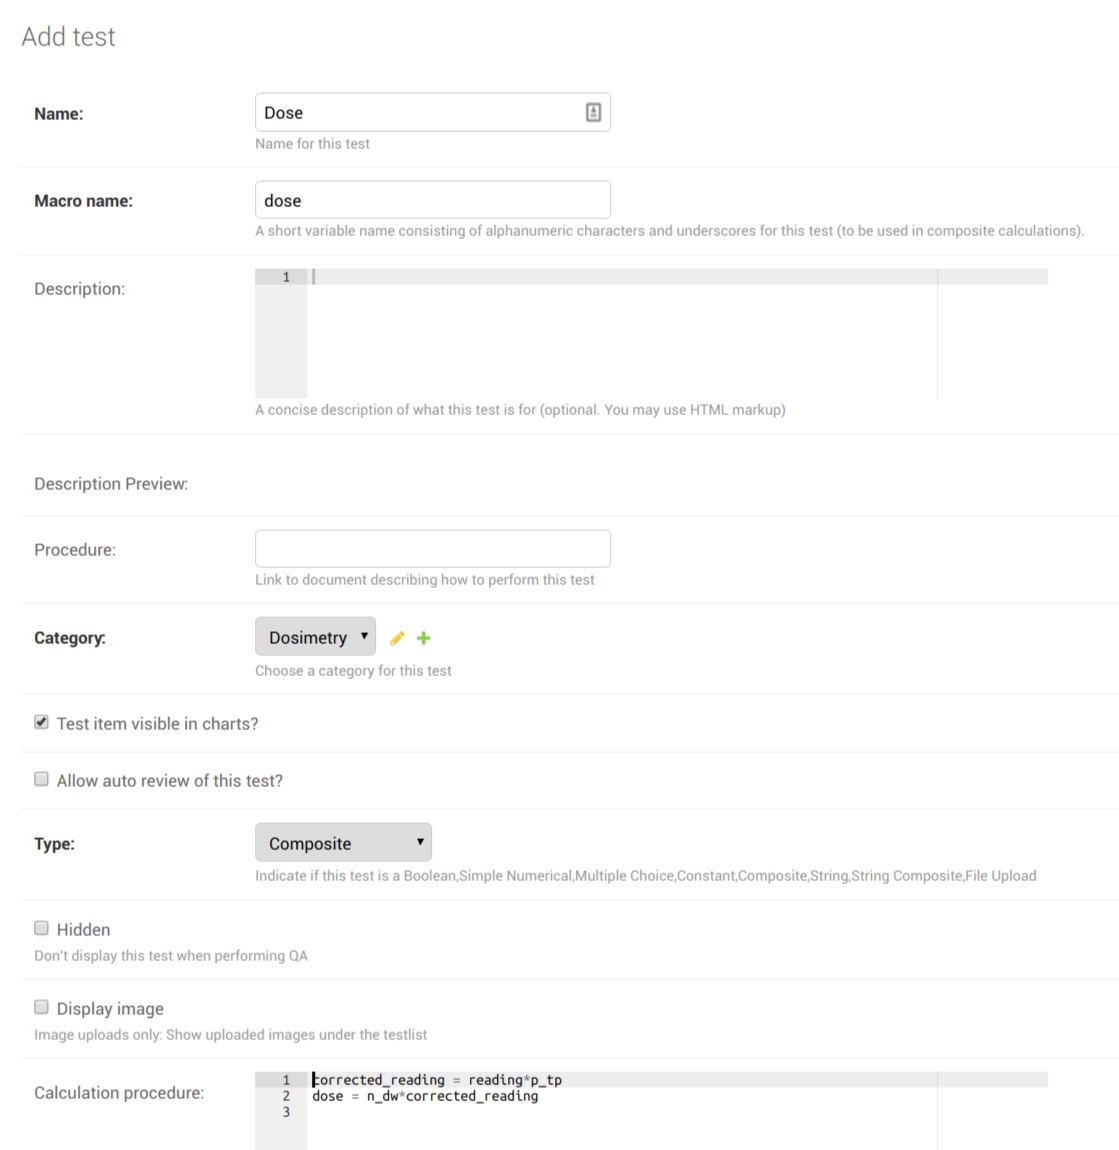 Add test
Name:
Dose
Name for this test
Macro name:
dose
A short variable name consisting of alphanumeric characters and underscores for this test (to be used in composite calculations).
Description:
1
A concise description of what this test is for (optional. You may use HTML markup)
Description Preview:
Procedure:
Link to document describing how to perform this test
Category:
Dosimetry
Choose a category for this test
Test item visible in charts?
Allow auto review of this test?
Type:
Composite
Indicate if this test is a Boolean,Simple Numerical,Multiple Choice,Constant,Composite,String,String Composite,File Upload
Hidden
Don't display this test when performing QA
Display image
Image uploads only: Show uploaded images under the testlist
Calculation procedure:
1 corrected_reading = reading*p_tp
2 dose = n_dw*corrected_reading
3